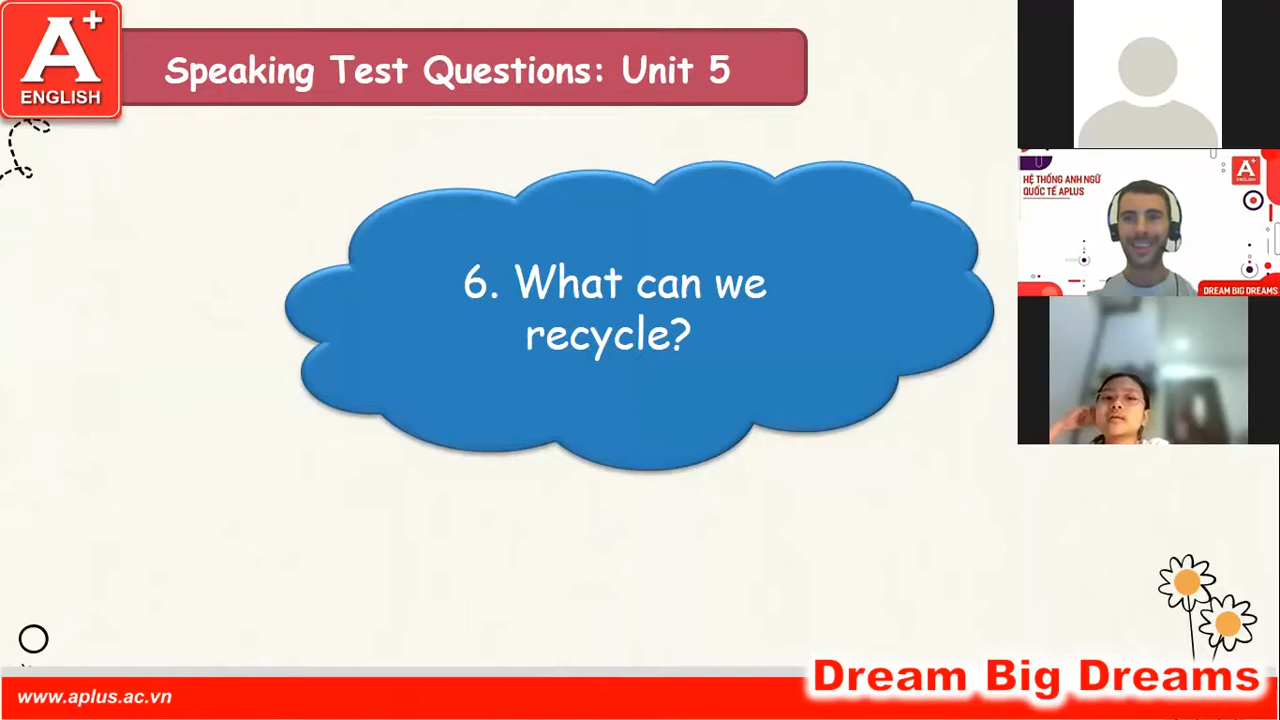 A+
ENGLISH
Speaking Test Questions: Unit 5
6. What can we
recycle?
HỆ THỐNG ANH NGỮ
QUỐC TẾ APLUS
A+
DREAM BIG DREAMS
www.aplus.ac.vn
Dream Big Dreams